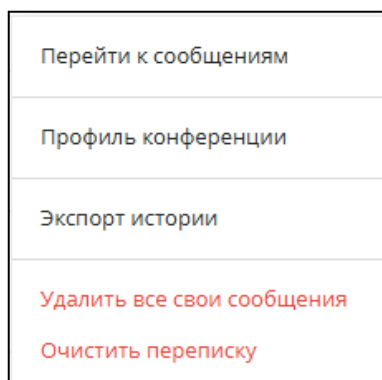 Перейти к сообщениям
Профиль конференции
Экспорт истории
Удалить все свои сообщения
Очистить переписку